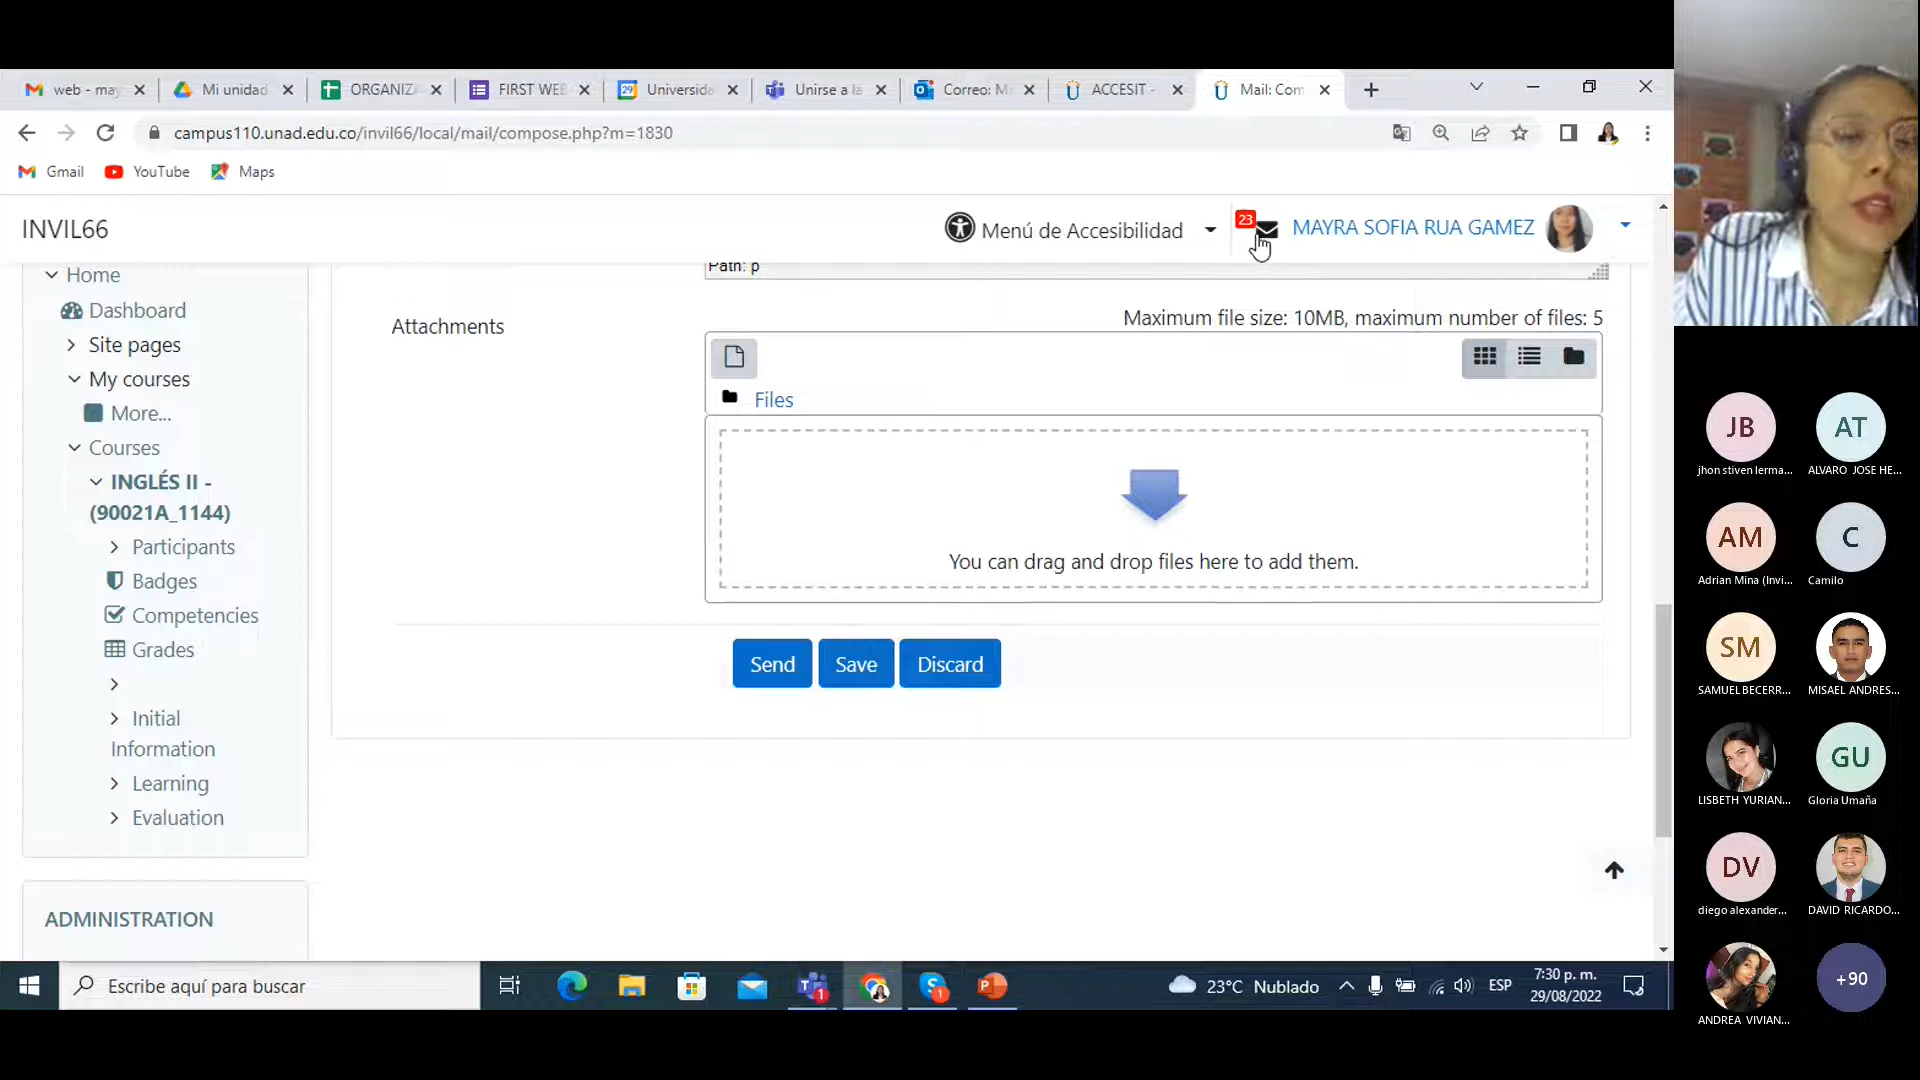 web - may
Mi unidad
ORGANIZ
FIRST WEB
29
Universida
Unirse a la
Correo: M
ACCESIT -
Mail: Com
campus110.unad.edu.co/invil66/local/mail/compose.php?m=1830
Gmail
YouTube
Maps
INVIL66
Menú de Accesibilidad
23
MAYRA SOFIA RUA GAMEZ
Home
Dashboard
Site pages
My courses
More...
Courses
INGLÉS II -
(90021A_1144)
Participants
Badges
Competencies
Grades
Initial
Information
Learning
Evaluation
ADMINISTRATION
Path: p
Attachments
Maximum file size: 10MB, maximum number of files: 5
Files
You can drag and drop files here to add them.
Send
Save
Discard
Escribe aquí para buscar
1
1
23°C Nublado
ESP
7:30 p. m.
29/08/2022
JB
jhon stiven lerma...
AT
ALVARO JOSE HE...
AM
Adrian Mina (Invi...
C
Camilo
SM
SAMUEL BECERR...
MISAEL ANDRES...
LISBETH YURIAN...
GU
Gloria Umaña
DV
diego alexander...
DAVID RICARDO...
ANDREA VIVIAN...
+90